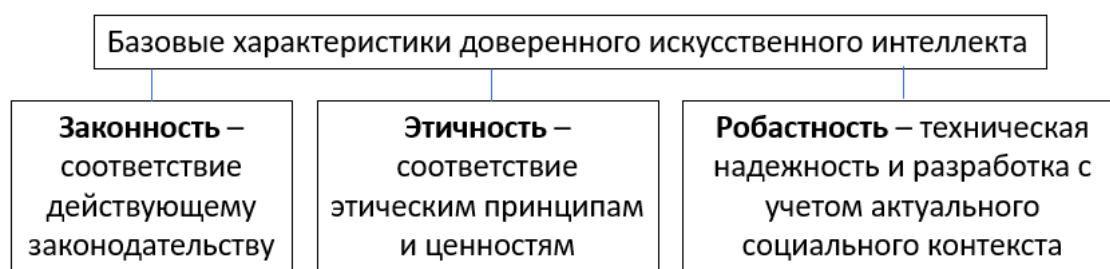 Базовые характеристики доверенного искусственного интеллекта
Законность –
соответствие
действующему
законодательству
Этичность –
соответствие
этическим принципам
и ценностям
Робастность – техническая
надежность и разработка с
учетом актуального
социального контекста